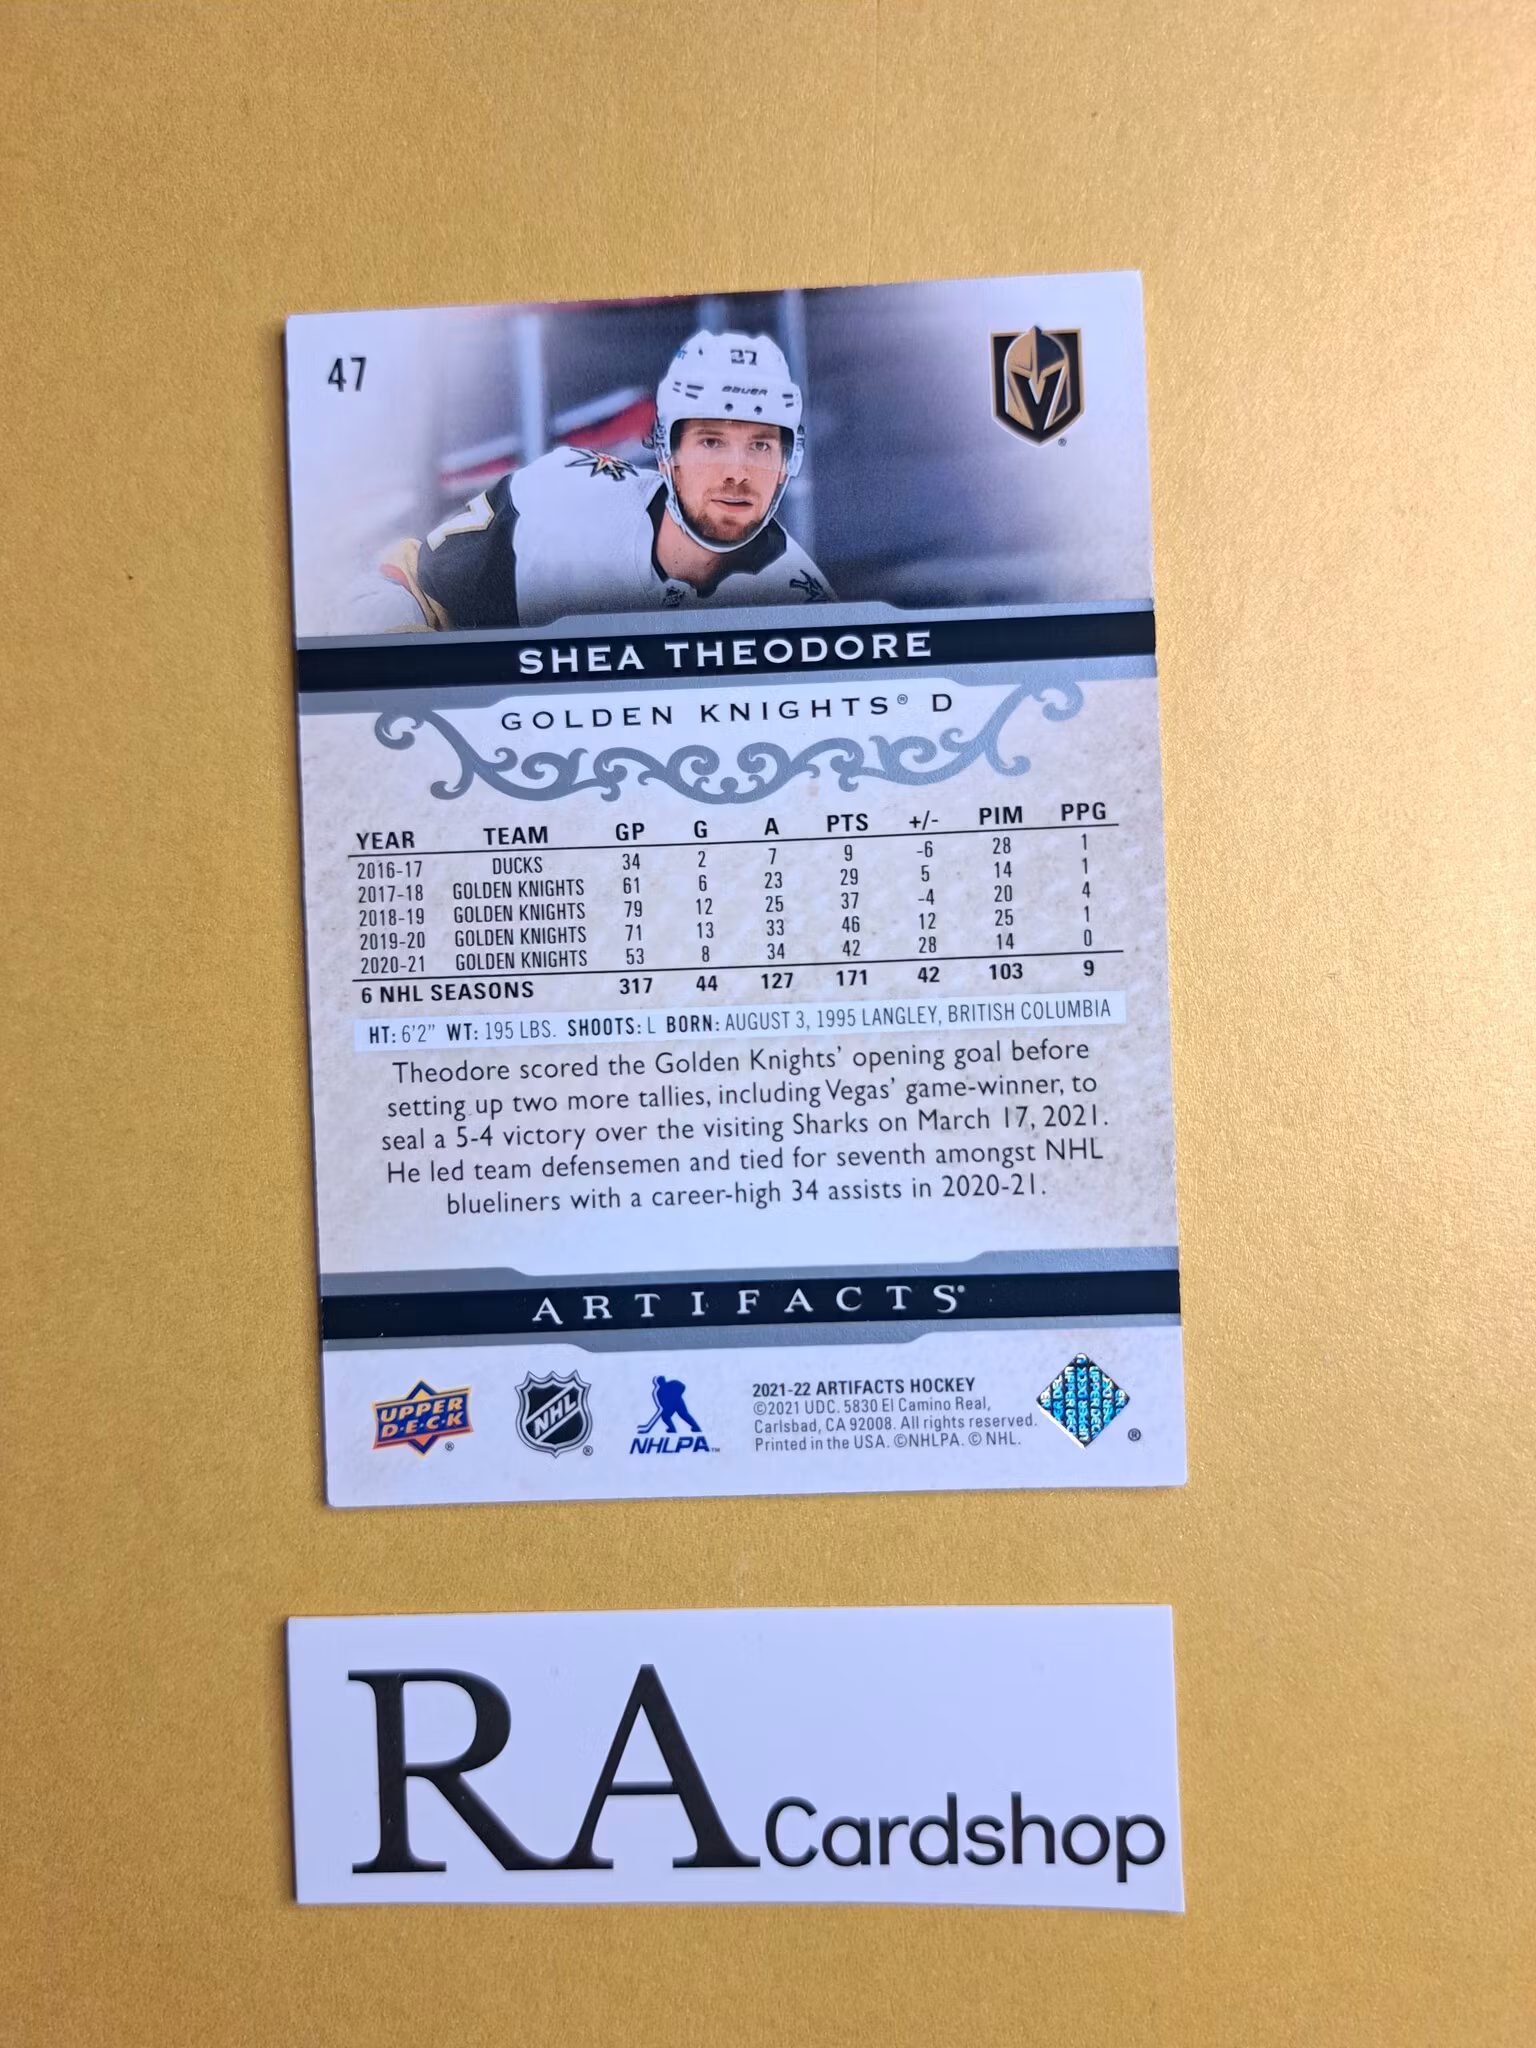 47
27
BAUER
7
SHEA THEODORE
GOLDEN KNIGHTS® D
YEAR TEAM GP G A PTS +/- PIM PPG
2016-17 DUCKS 34 2 7 9 -6 28 1
2017-18 GOLDEN KNIGHTS 61 6 23 29 5 14 1
2018-19 GOLDEN KNIGHTS 79 12 25 37 -4 20 4
2019-20 GOLDEN KNIGHTS 71 13 33 46 12 25 1
2020-21 GOLDEN KNIGHTS 53 8 34 42 28 14 0
6 NHL SEASONS 317 44 127 171 42 103 9
HT: 6'2" WT: 195 LBS. SHOOTS: L BORN: AUGUST 3, 1995 LANGLEY, BRITISH COLUMBIA
Theodore scored the Golden Knights' opening goal before
setting up two more tallies, including Vegas' game-winner, to
seal a 5-4 victory over the visiting Sharks on March 17, 2021.
He led team defensemen and tied for seventh amongst NHL
blueliners with a career-high 34 assists in 2020-21.
ARTIFACTS
UPPER
D·E·C·K ®
NHL ®
NHLPA™
2021-22 ARTIFACTS HOCKEY
©2021 UDC. 5830 El Camino Real,
Carlsbad, CA 92008. All rights reserved.
Printed in the USA. ©NHLPA. © NHL.
®
RA Cardshop